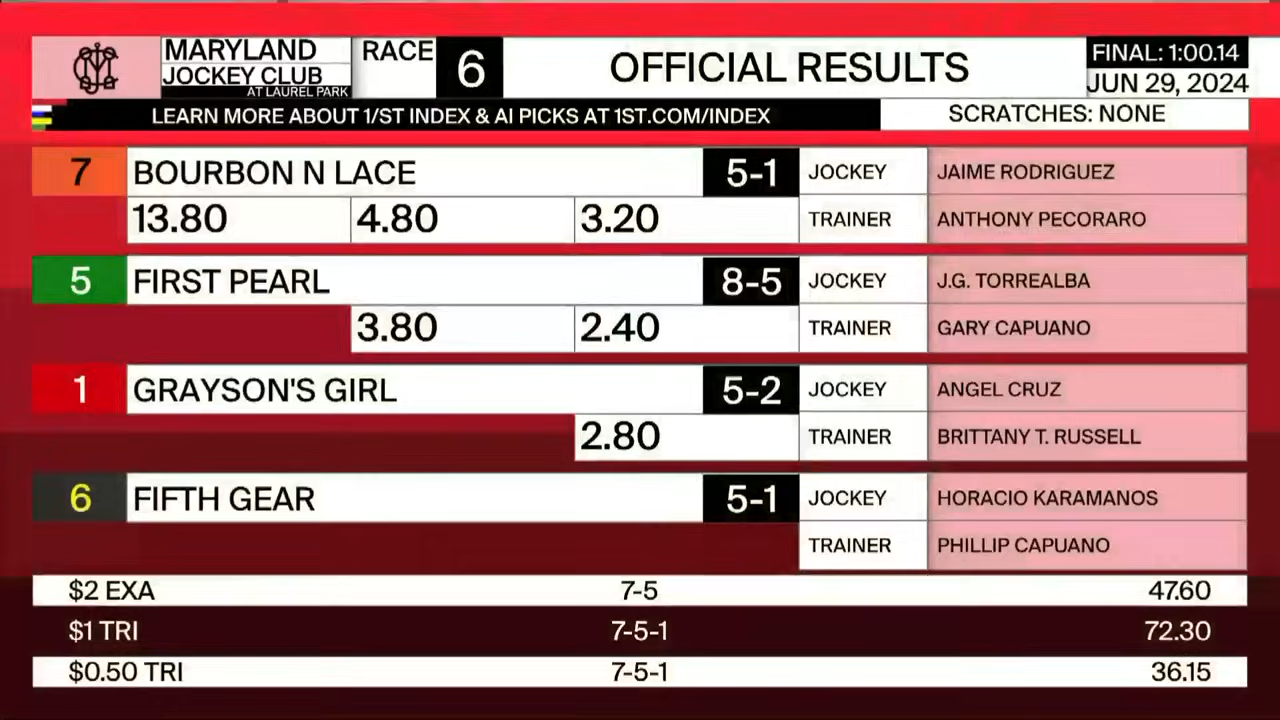 MARYLAND
JOCKEY CLUB
AT LAUREL PARK
RACE 6
OFFICIAL RESULTS
FINAL: 1:00.14
JUN 29, 2024
LEARN MORE ABOUT 1/ST INDEX & AI PICKS AT 1ST.COM/INDEX
SCRATCHES: NONE
7 BOURBON N LACE 5-1 JOCKEY JAIME RODRIGUEZ
13.80 4.80 3.20 TRAINER ANTHONY PECORARO
5 FIRST PEARL 8-5 JOCKEY J.G. TORREALBA
3.80 2.40 TRAINER GARY CAPUANO
1 GRAYSON'S GIRL 5-2 JOCKEY ANGEL CRUZ
2.80 TRAINER BRITTANY T. RUSSELL
6 FIFTH GEAR 5-1 JOCKEY HORACIO KARAMANOS
TRAINER PHILLIP CAPUANO
$2 EXA 7-5 47.60
$1 TRI 7-5-1 72.30
$0.50 TRI 7-5-1 36.15